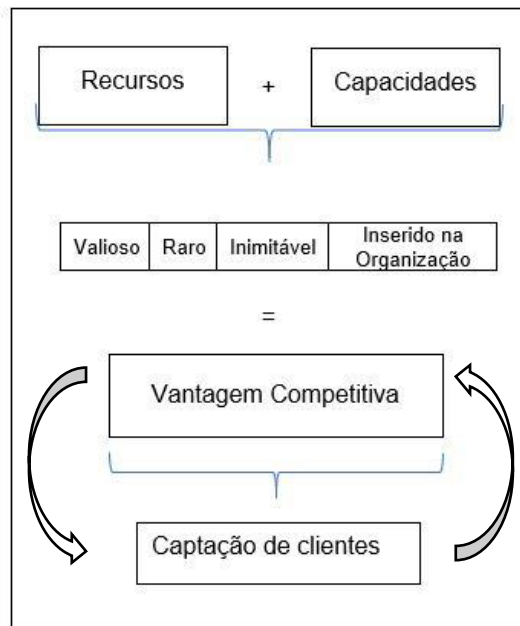 Recursos + Capacidades
Valioso Raro Inimitável Inserido na
Organização
=
Vantagem Competitiva
Captação de clientes